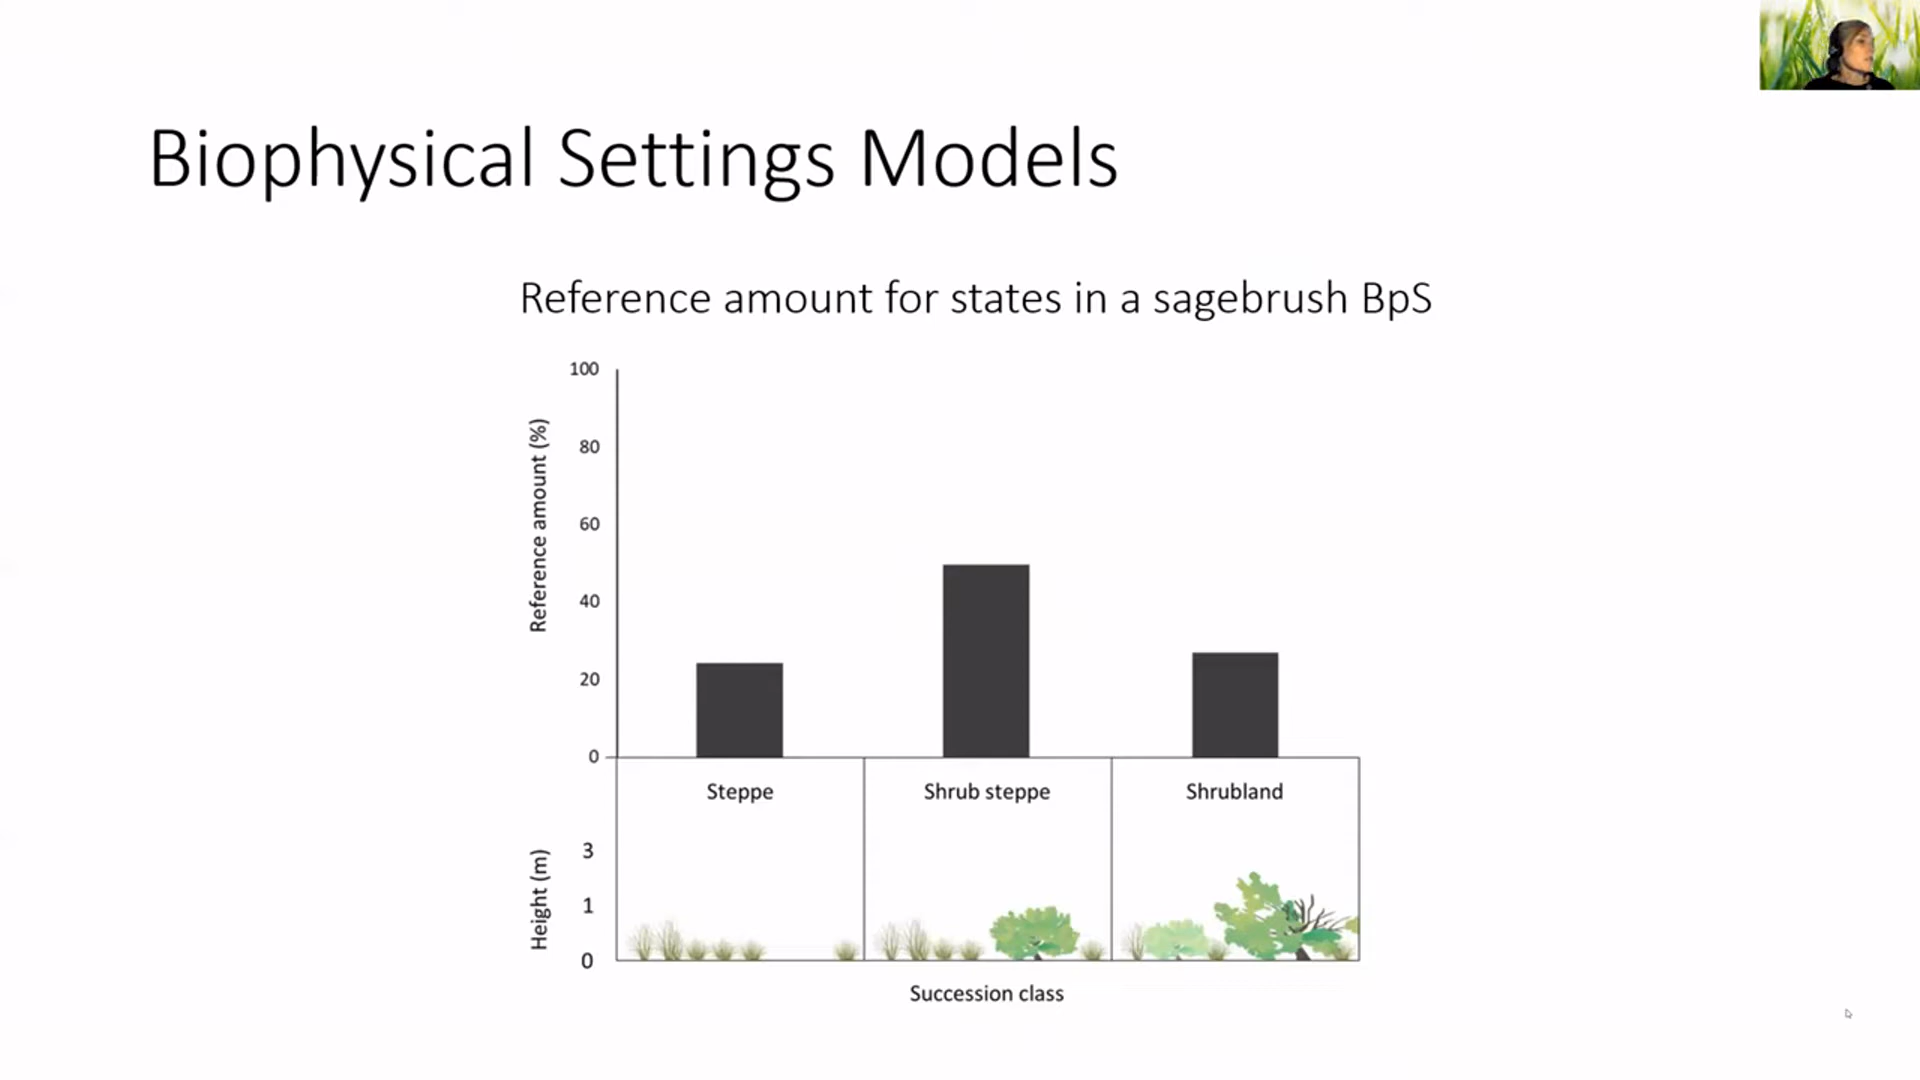 Biophysical Settings Models
Reference amount for states in a sagebrush BpS
Reference amount (%)
100
80
60
40
20
0
Steppe
Shrub steppe
Shrubland
Height (m)
3
1
0
Succession class